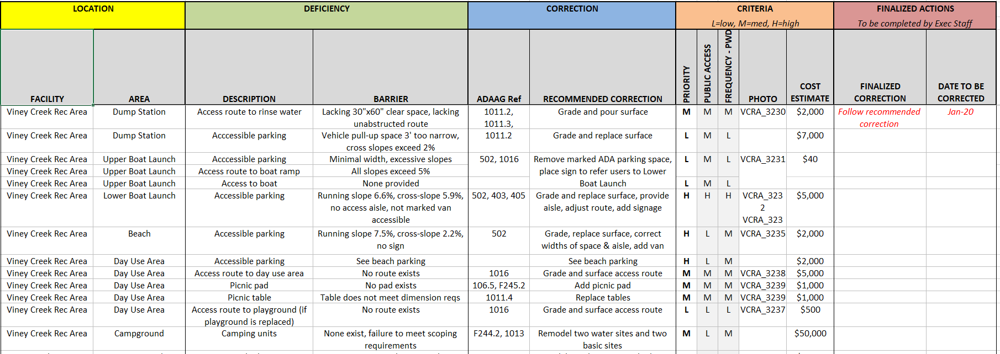 LOCATION DEFICIENCY CORRECTION CRITERIA FINALIZED ACTIONS
L=low, M=med, H=high To be completed by Exec Staff
FACILITY AREA DESCRIPTION BARRIER ADAAG Ref RECOMMENDED CORRECTION PRIORITY PUBLIC ACCESS FREQUENCY - PWD PHOTO COST ESTIMATE FINALIZED CORRECTION DATE TO BE CORRECTED
Viney Creek Rec Area Dump Station Access route to rinse water Lacking 30"x60" clear space, lacking 1011.2, Grade and pour surface M M M VCRA_3230 $2,000 Follow recommended Jan-20
unabstructed route 1011.3, correction
Viney Creek Rec Area Dump Station Acccessible parking Vehicle pull-up space 3' too narrow, 1011.2 Grade and replace surface L M L $7,000
cross slopes exceed 2%
Viney Creek Rec Area Upper Boat Launch Acccessible parking Minimal width, excessive slopes 502, 1016 Remove marked ADA parking space, L M L VCRA_3231 $40
Viney Creek Rec Area Upper Boat Launch Access route to boat ramp All slopes exceed 5% place sign to refer users to Lower
Viney Creek Rec Area Upper Boat Launch Access to boat None provided Boat Launch L M L
Viney Creek Rec Area Lower Boat Launch Accessible parking Running slope 6.6%, cross-slope 5.9%, 502, 403, 405 Grade and replace surface, provide H H H VCRA_323 $5,000
no access aisle, not marked van aisle, adjust route, add signage 2
accessible VCRA_323
Viney Creek Rec Area Beach Accessible parking Running slope 7.5%, cross-slope 2.2%, 502 Grade, replace surface, correct H L M VCRA_3235 $2,000
no sign widths of space & aisle, add van
Viney Creek Rec Area Day Use Area Accessible parking See beach parking See beach parking H L M $2,000
Viney Creek Rec Area Day Use Area Access route to day use area No route exists 1016 Grade and surface access route M M M VCRA_3238 $5,000
Viney Creek Rec Area Day Use Area Picnic pad No pad exists 106.5, F245.2 Add picnic pad M M M VCRA_3239 $1,000
Viney Creek Rec Area Day Use Area Picnic table Table does not meet dimension reqs 1011.4 Replace tables M M M VCRA_3239 $1,000
Viney Creek Rec Area Day Use Area Access route to playground (if No route exists 1016 Grade and surface access route L L L VCRA_3237 $500
playground is replaced)
Viney Creek Rec Area Campground Camping units None exist, failure to meet scoping F244.2, 1013 Remodel two water sites and two M L M $50,000
requirements basic sites